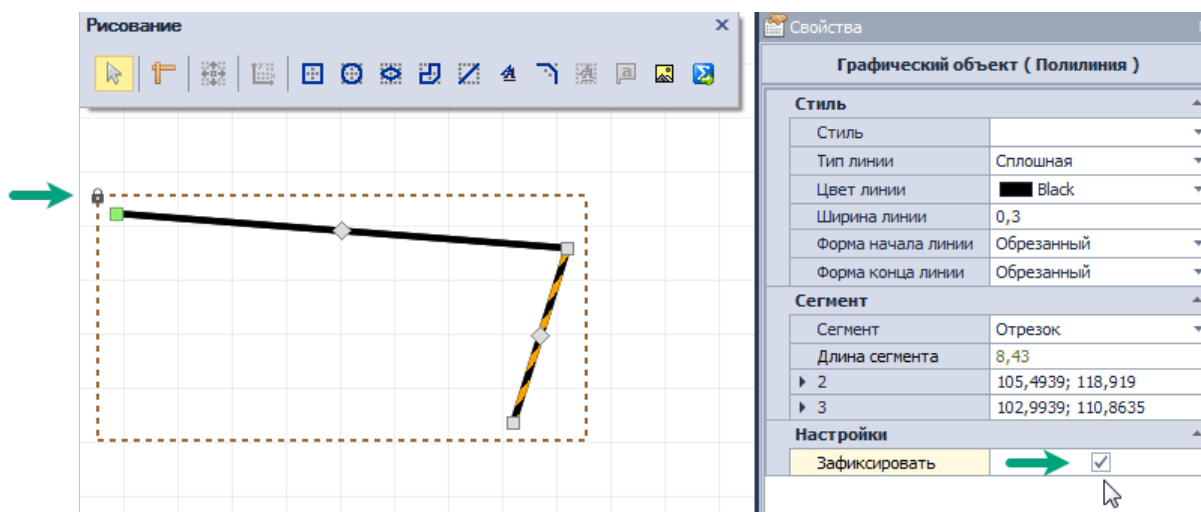 Рисование
Свойства
Графический объект ( Полилиния )
Стиль
Стиль
Тип линии Сплошная
Цвет линии Black
Ширина линии 0,3
Форма начала линии Обрезанный
Форма конца линии Обрезанный
Сегмент
Сегмент Отрезок
Длина сегмента 8,43
2 105,4939; 118,919
3 102,9939; 110,8635
Настройки
Зафиксировать